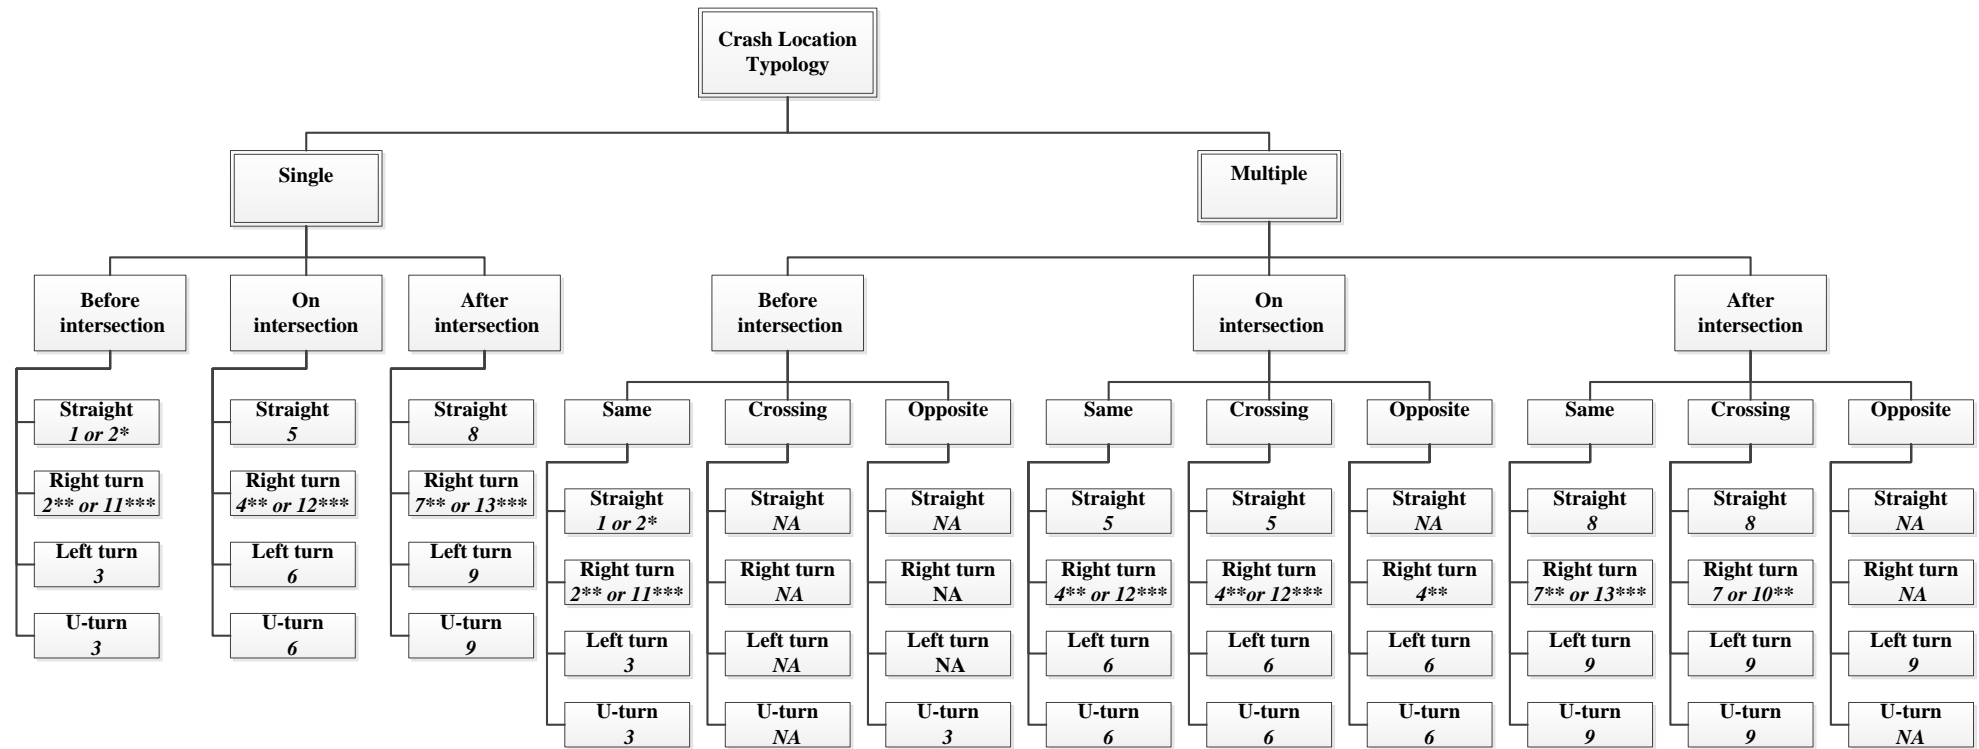 Crash Location
Typology
Single
Multiple
Before
intersection
On
intersection
After
intersection
Before
intersection
On
intersection
After
intersection
Straight
1 or 2*
Right turn
2** or 11***
Left turn
3
U-turn
3
Straight
5
Right turn
4** or 12***
Left turn
6
U-turn
6
Straight
8
Right turn
7** or 13***
Left turn
9
U-turn
9
Same
Straight
1 or 2*
Right turn
2** or 11***
Left turn
3
U-turn
3
Crossing
Straight
NA
Right turn
NA
Left turn
NA
U-turn
NA
Opposite
Straight
NA
Right turn
NA
Left turn
NA
U-turn
3
Same
Straight
5
Right turn
4** or 12***
Left turn
6
U-turn
6
Crossing
Straight
5
Right turn
4**or 12***
Left turn
6
U-turn
6
Opposite
Straight
NA
Right turn
4**
Left turn
6
U-turn
6
Same
Straight
8
Right turn
7** or 13***
Left turn
9
U-turn
9
Crossing
Straight
8
Right turn
7 or 10**
Left turn
9
U-turn
9
Opposite
Straight
NA
Right turn
NA
Left turn
9
U-turn
NA